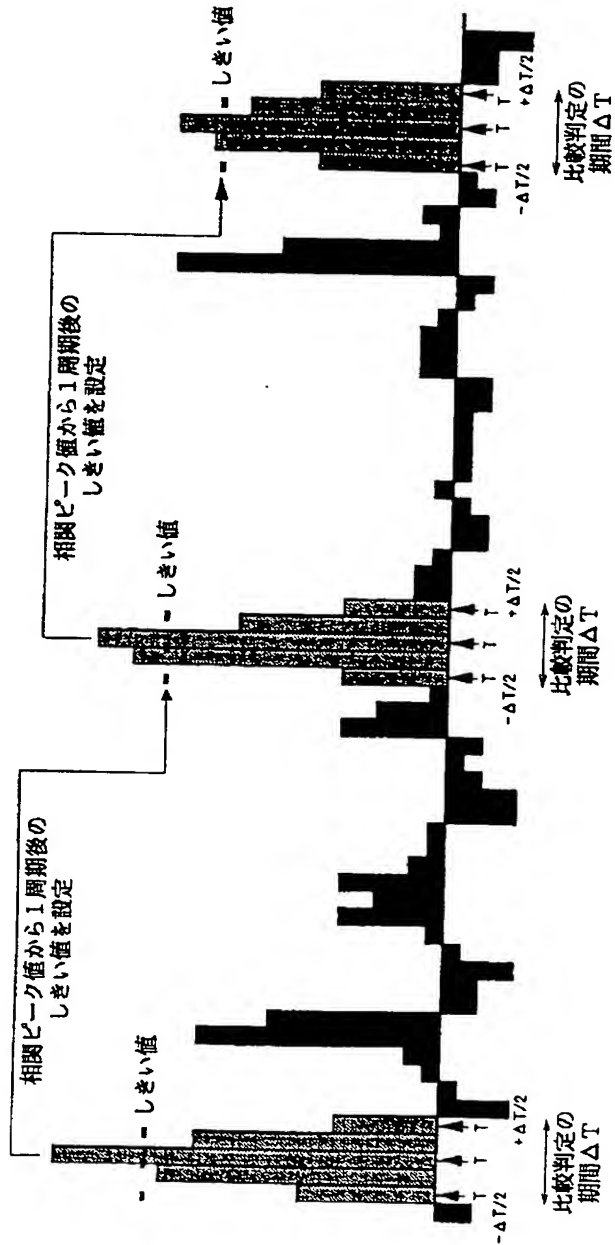 相関ピーク値から1周期後の
しきい値を設定
相関ピーク値から1周期後の
しきい値を設定
しきい値
しきい値
しきい値
T
T
T
-ΔT/2
+ΔT/2
比較判定の
期間ΔT
T
T
T
-ΔT/2
+ΔT/2
比較判定の
期間ΔT
T
T
T
-ΔT/2
+ΔT/2
比較判定の
期間ΔT